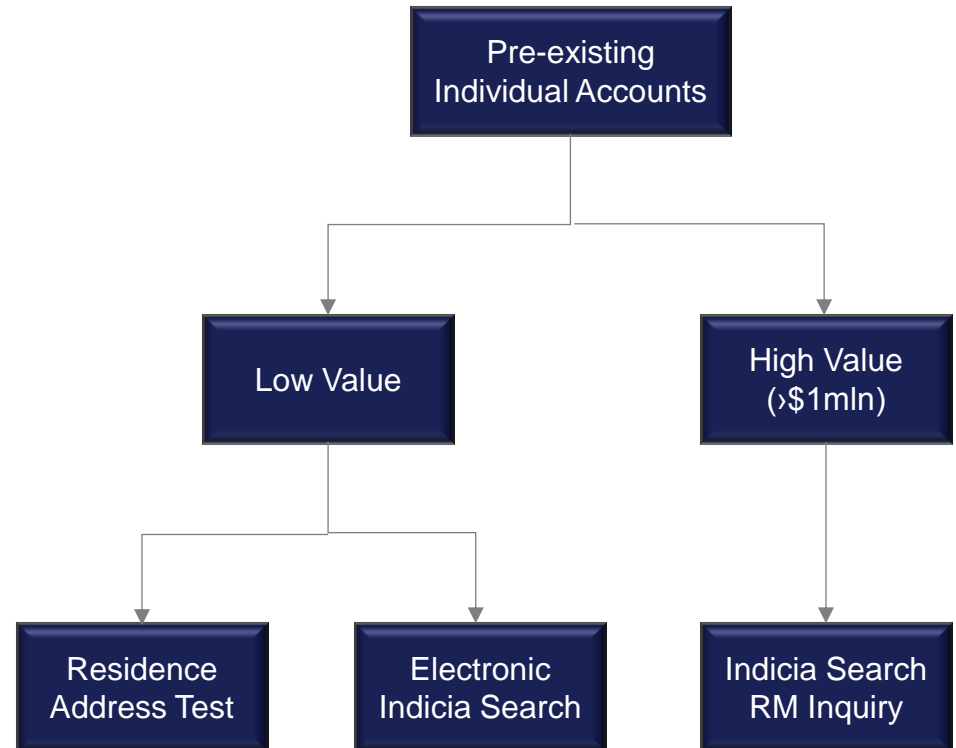 Pre-existing
Individual Accounts
Low Value
High Value
(›$1mln)
Residence
Address Test
Electronic
Indicia Search
Indicia Search
RM Inquiry